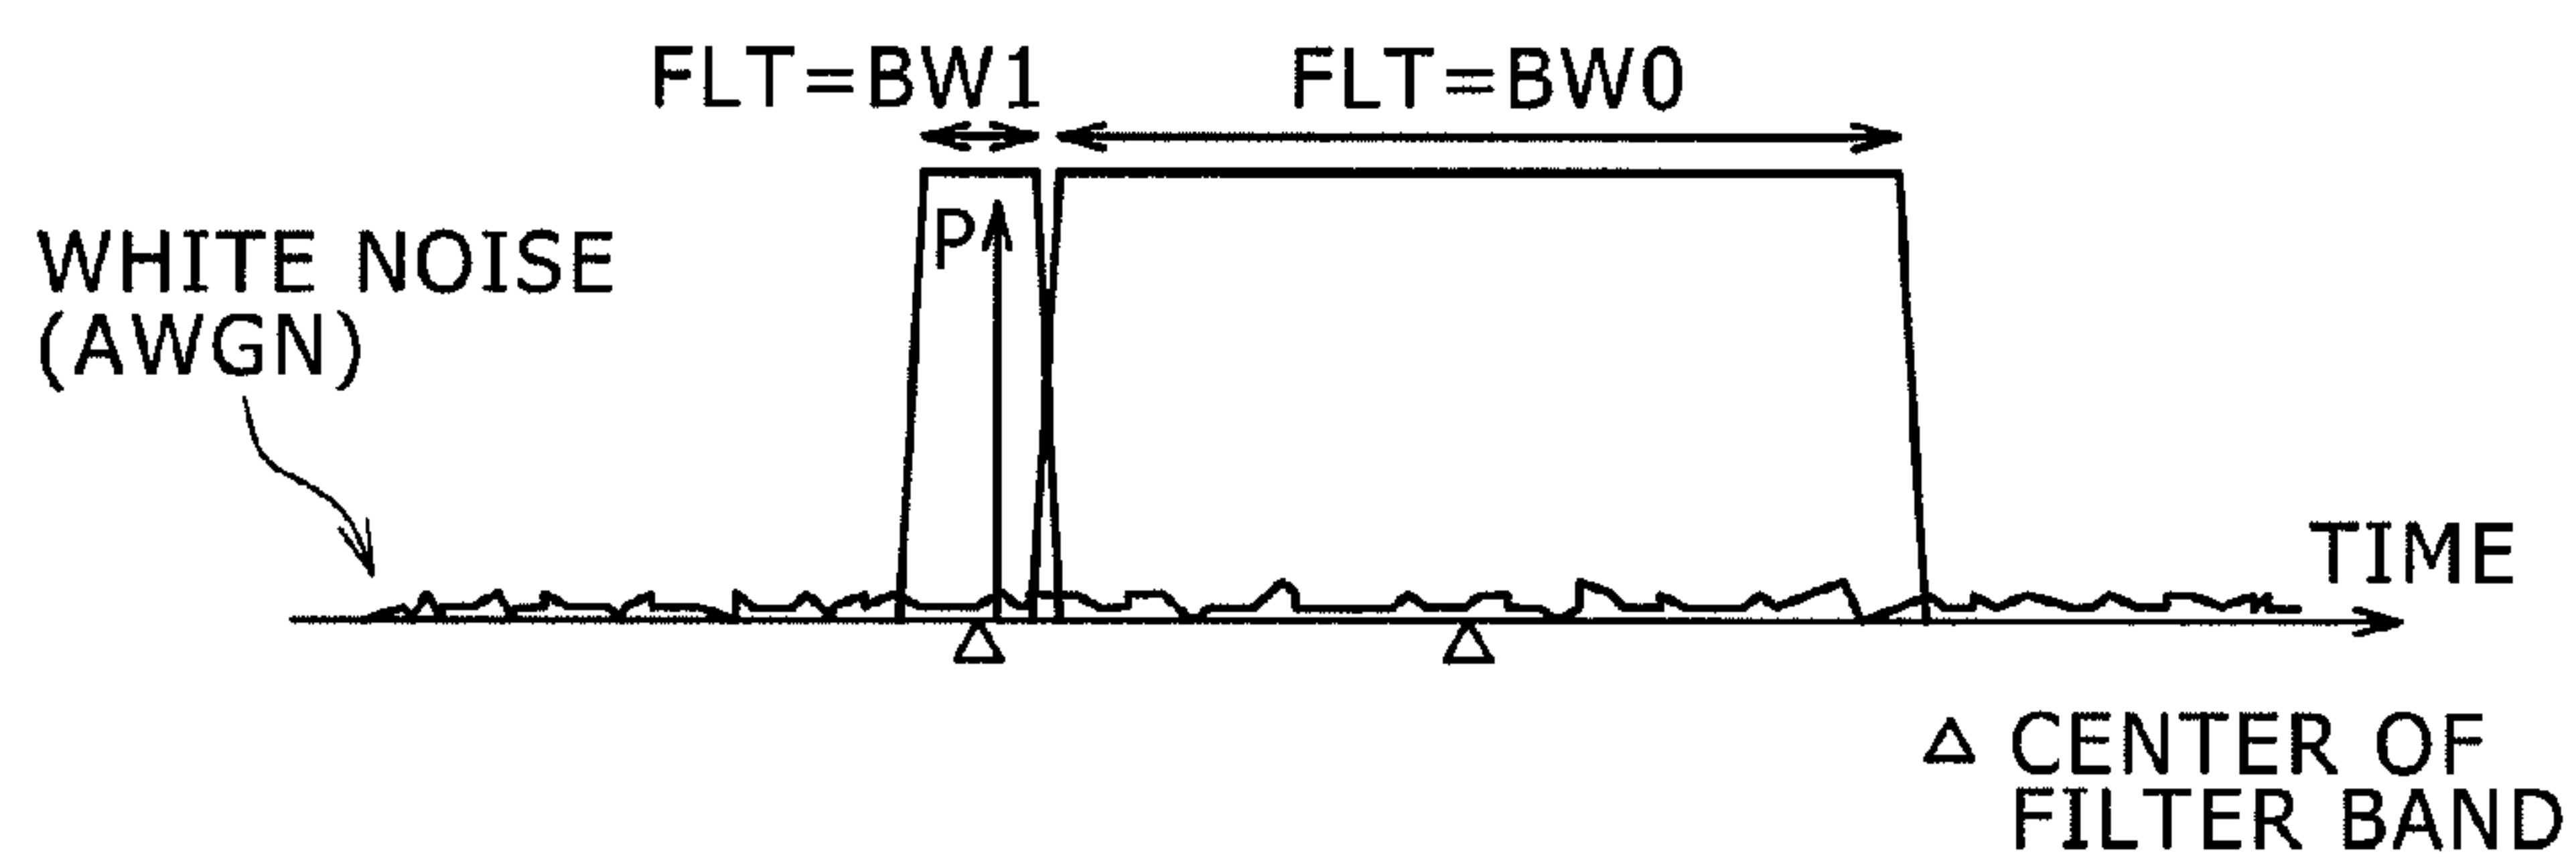 FLT=BW1
FLT=BW0
P
WHITE NOISE
(AWGN)
TIME
△ CENTER OF
FILTER BAND